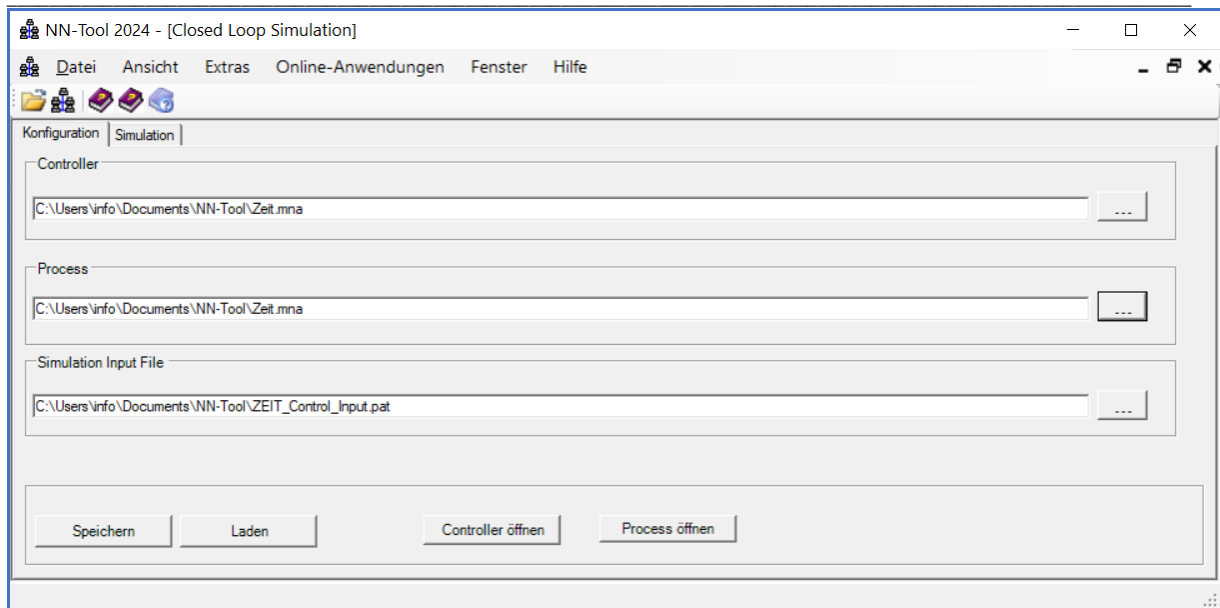 NN-Tool 2024 - [Closed Loop Simulation]
Datei Ansicht Extras Online-Anwendungen Fenster Hilfe
Konfiguration Simulation
Controller
C:\Users\info\Documents\NN-Tool\Zeit.mna
...
Process
C:\Users\info\Documents\NN-Tool\Zeit.mna
...
Simulation Input File
C:\Users\info\Documents\NN-Tool\ZEIT_Control_Input.pat
...
Speichern Laden Controller öffnen Process öffnen